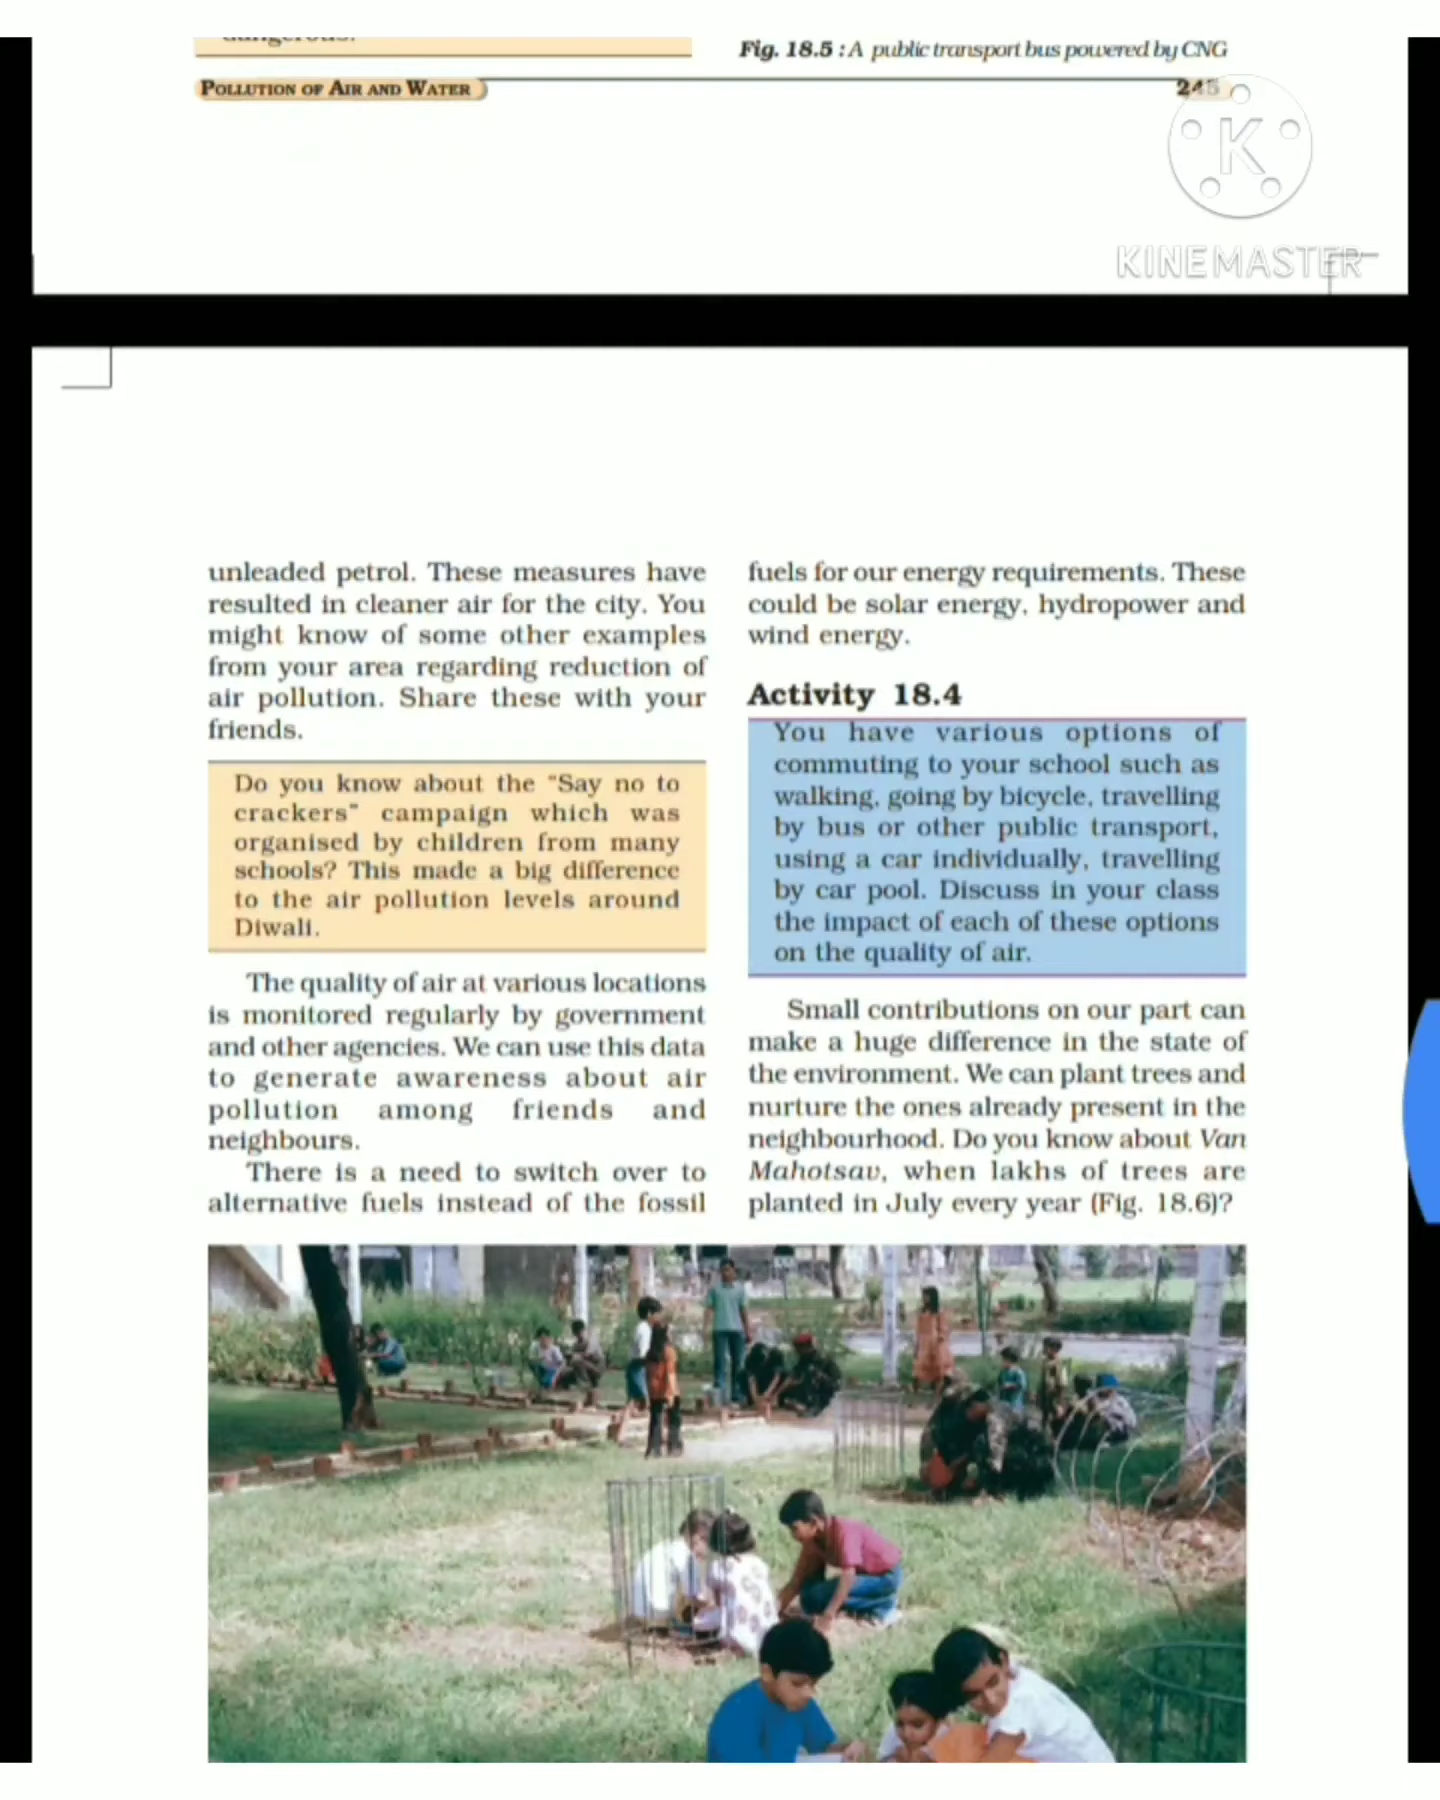 dangerous.
Fig. 18.5 : A public transport bus powered by CNG
POLLUTION OF AIR AND WATER
245
K
KINEMASTER
unleaded petrol. These measures have
resulted in cleaner air for the city. You
might know of some other examples
from your area regarding reduction of
air pollution. Share these with your
friends.
Do you know about the “Say no to
crackers” campaign which was
organised by children from many
schools? This made a big difference
to the air pollution levels around
Diwali.
The quality of air at various locations
is monitored regularly by government
and other agencies. We can use this data
to generate awareness about air
pollution among friends and
neighbours.
There is a need to switch over to
alternative fuels instead of the fossil
fuels for our energy requirements. These
could be solar energy, hydropower and
wind energy.
Activity 18.4
You have various options of
commuting to your school such as
walking, going by bicycle, travelling
by bus or other public transport,
using a car individually, travelling
by car pool. Discuss in your class
the impact of each of these options
on the quality of air.
Small contributions on our part can
make a huge difference in the state of
the environment. We can plant trees and
nurture the ones already present in the
neighbourhood. Do you know about Van
Mahotsav, when lakhs of trees are
planted in July every year (Fig. 18.6)?